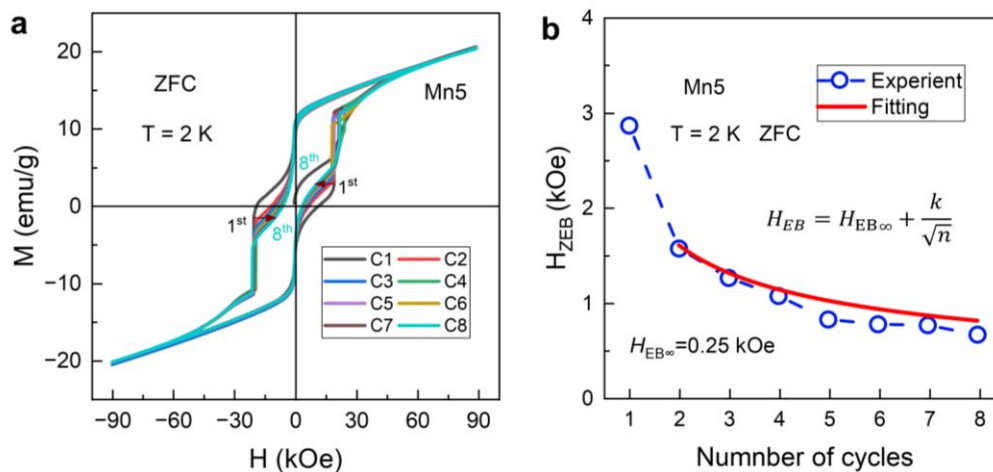 a
ZFC
Mn5
T = 2 K
8th
1st
1st
8th
C1 C2
C3 C4
C5 C6
C7 C8
20
10
0
−10
−20
M (emu/g)
−90 −60 −30 0 30 60 90
H (kOe)
b
Mn5
T = 2 K ZFC
Experient
Fitting
H_EB = H_EB∞ + k/√n
H_EB∞=0.25 kOe
4
3
2
1
0
H_ZEB (kOe)
1 2 3 4 5 6 7 8
Numnber of cycles